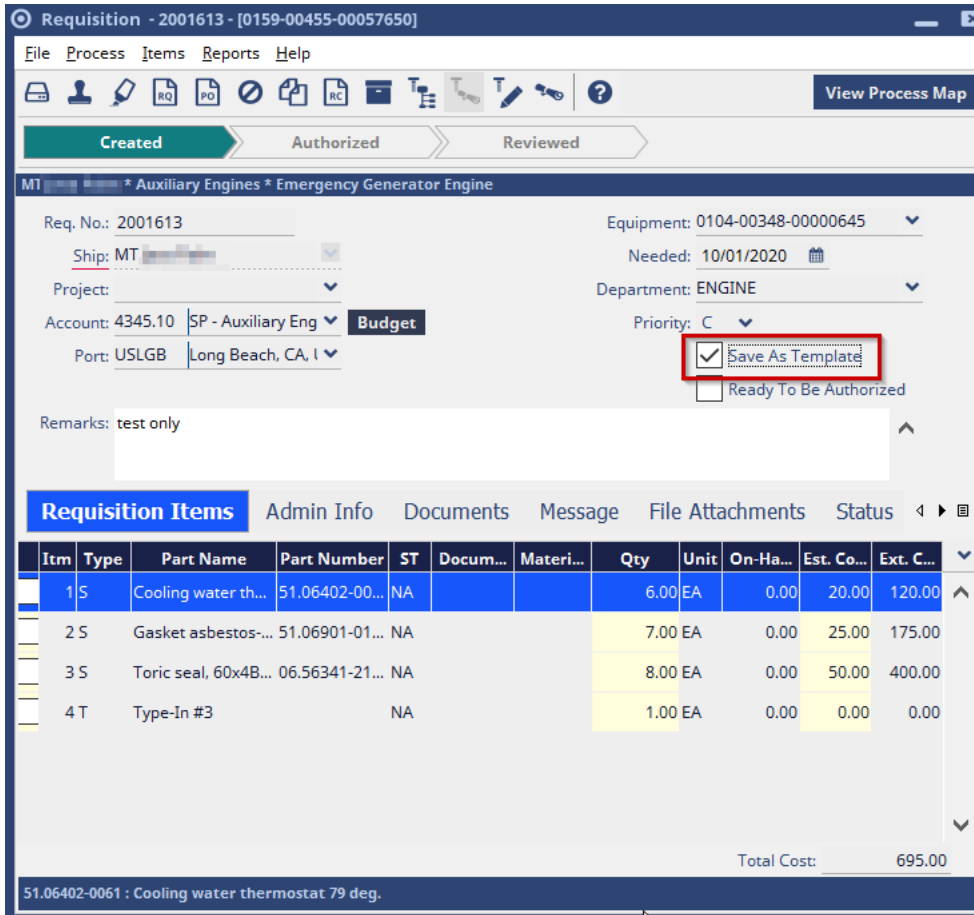 Requisition - 2001613 - [0159-00455-00057650]
File Process Items Reports Help
RQ PO RC T T T ? View Process Map
Created Authorized Reviewed
MT * Auxiliary Engines * Emergency Generator Engine
Req. No.: 2001613 Equipment: 0104-00348-00000645
Ship: MT Needed: 10/01/2020
Project: Department: ENGINE
Account: 4345.10 SP - Auxiliary Eng Budget Priority: C
Port: USLGB Long Beach, CA, Save As Template
Ready To Be Authorized
Remarks: test only
Requisition Items Admin Info Documents Message File Attachments Status
Itm Type Part Name Part Number ST Docum... Materi... Qty Unit On-Ha... Est. Co... Ext. C...
1 S Cooling water th... 51.06402-00... NA 6.00 EA 0.00 20.00 120.00
2 S Gasket asbestos-... 51.06901-01... NA 7.00 EA 0.00 25.00 175.00
3 S Toric seal, 60x4B... 06.56341-21... NA 8.00 EA 0.00 50.00 400.00
4 T Type-In #3 NA 1.00 EA 0.00 0.00 0.00
Total Cost: 695.00
51.06402-0061 : Cooling water thermostat 79 deg.